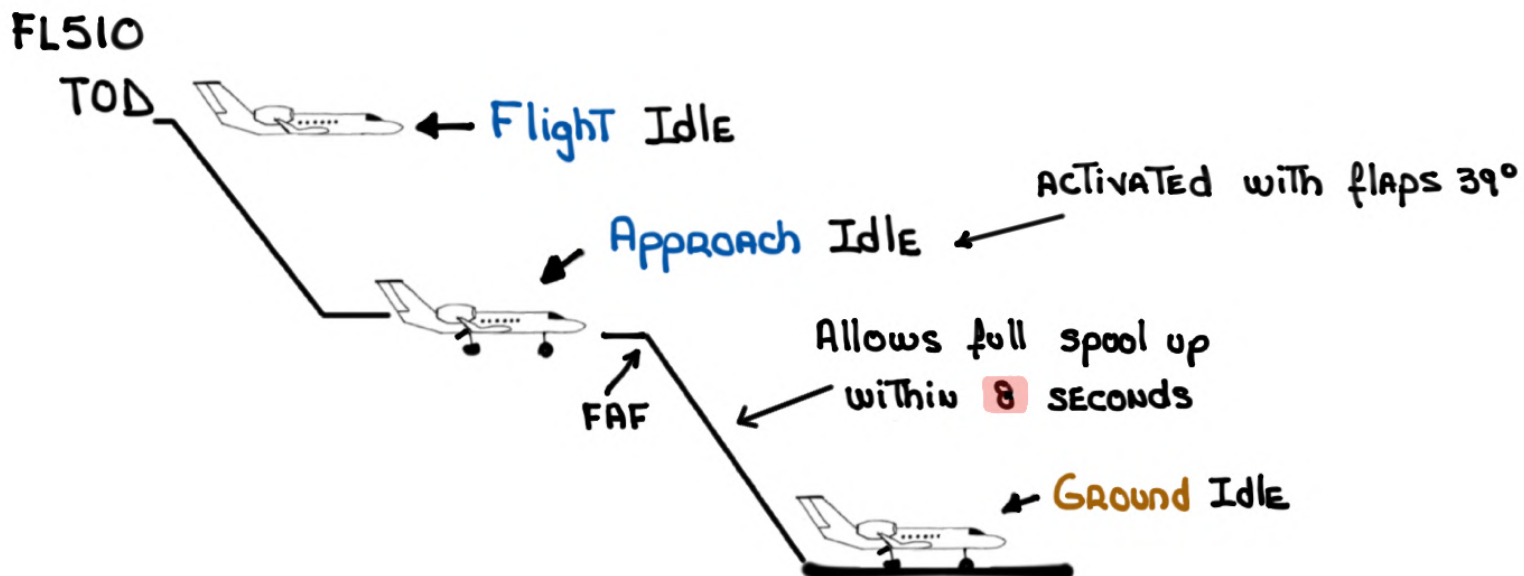 FL510
TOD
Flight Idle
Activated with flaps 39°
Approach Idle
Allows full spool up
within 8 seconds
FAF
Ground Idle